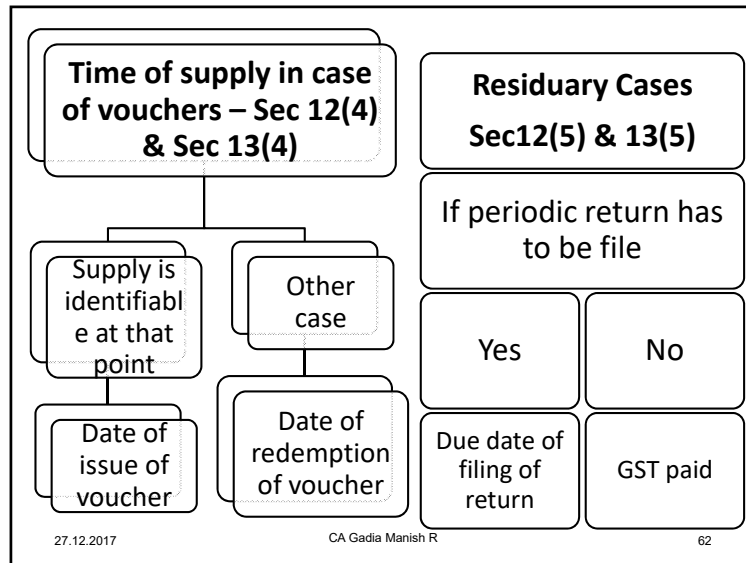 Time of supply in case
of vouchers – Sec 12(4)
& Sec 13(4)
Supply is
identifiabl
e at that
point
Other
case
Date of
issue of
voucher
Date of
redemption
of voucher
Residuary Cases
Sec12(5) & 13(5)
If periodic return has
to be file
Yes
No
Due date of
filing of
return
GST paid
27.12.2017
CA Gadia Manish R
62